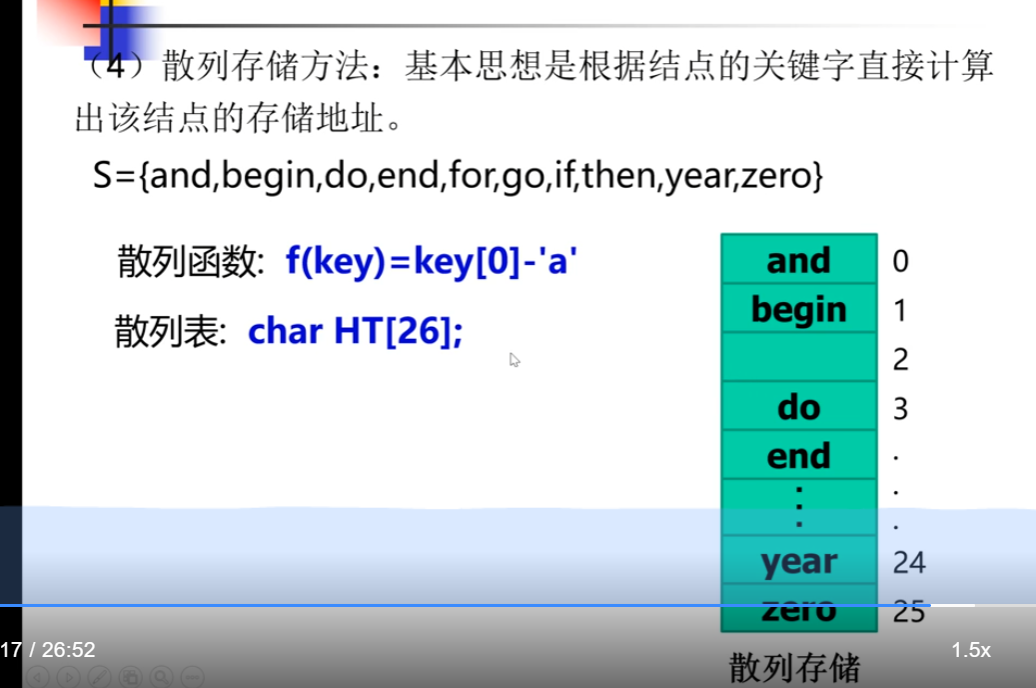 （4）散列存储方法：基本思想是根据结点的关键字直接计算
出该结点的存储地址。
S={and,begin,do,end,for,go,if,then,year,zero}
散列函数: f(key)=key[0]-'a'
散列表: char HT[26];
and 0
begin 1
2
do 3
end .
⋮ .
.
year 24
zero 25
散列存储
17 / 26:52
1.5x